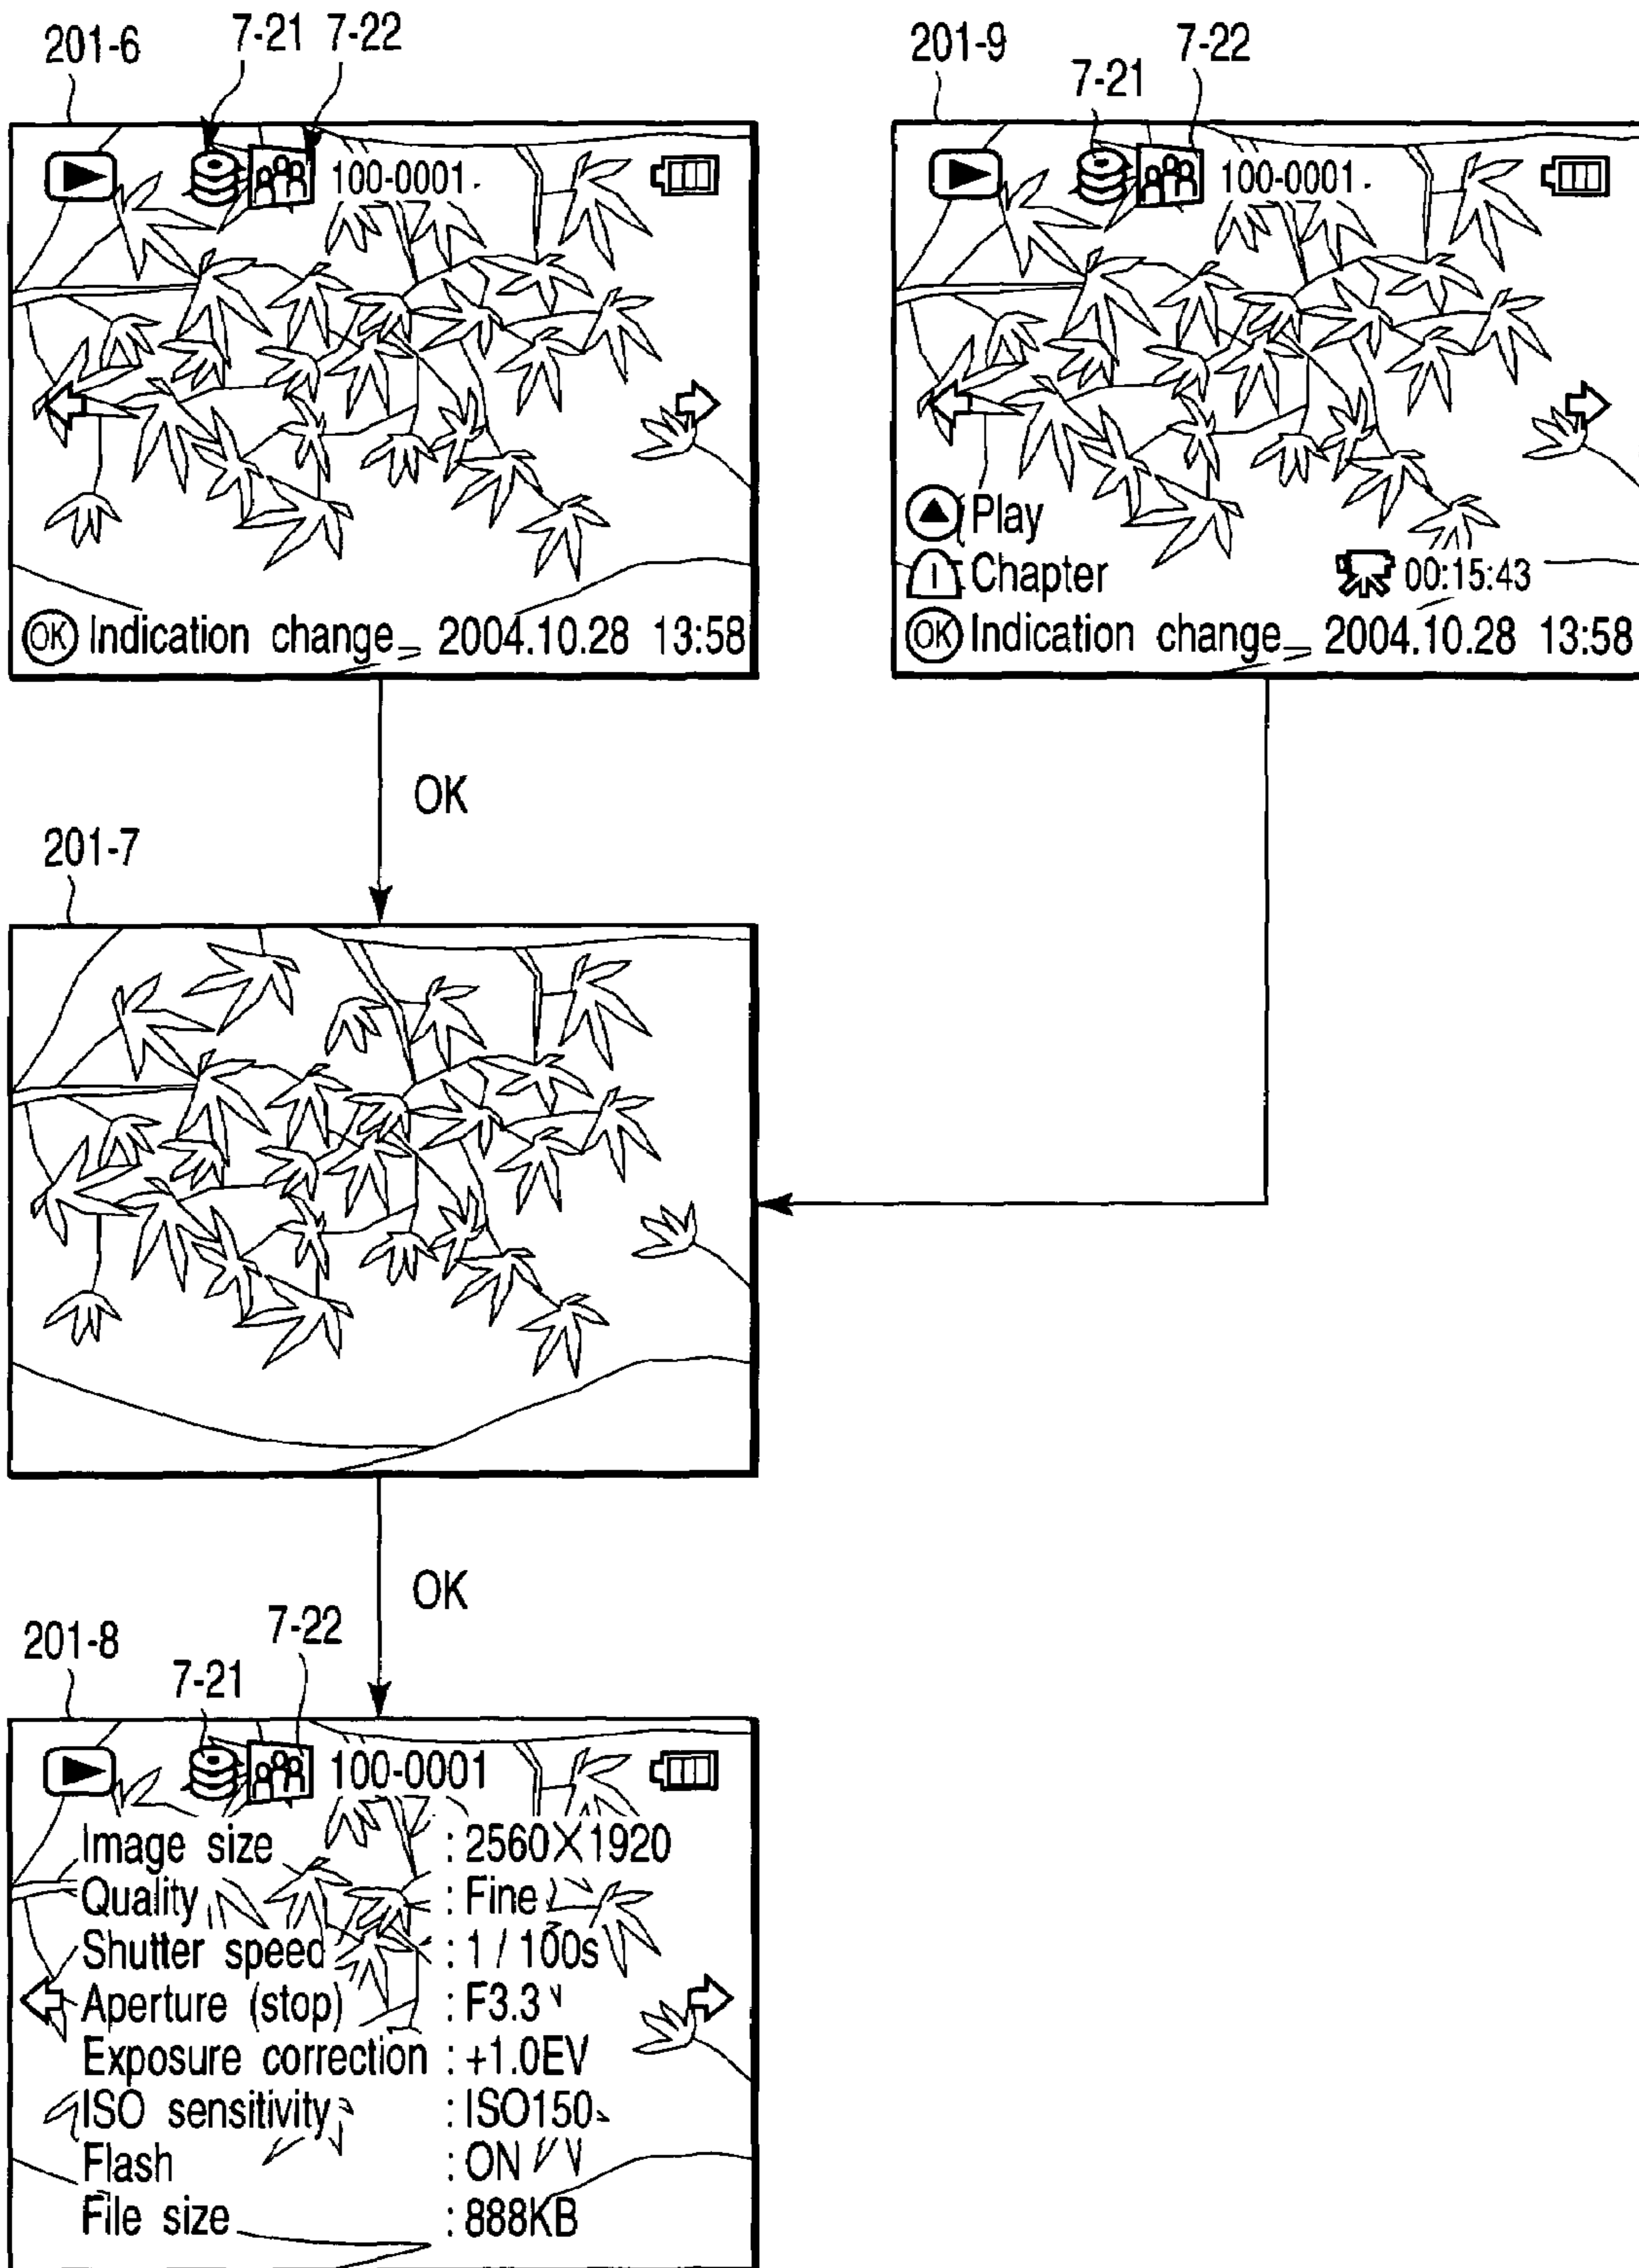 201-6
7-21 7-22
100-0001
OK Indication change 2004.10.28 13:58
201-9
7-21
7-22
100-0001
Play
Chapter 00:15:43
OK Indication change 2004.10.28 13:58
OK
201-7
OK
201-8
7-21
7-22
100-0001
Image size : 2560×1920
Quality : Fine
Shutter speed : 1 / 100s
Aperture (stop) : F3.3
Exposure correction : +1.0EV
ISO sensitivity : ISO150
Flash : ON
File size : 888KB